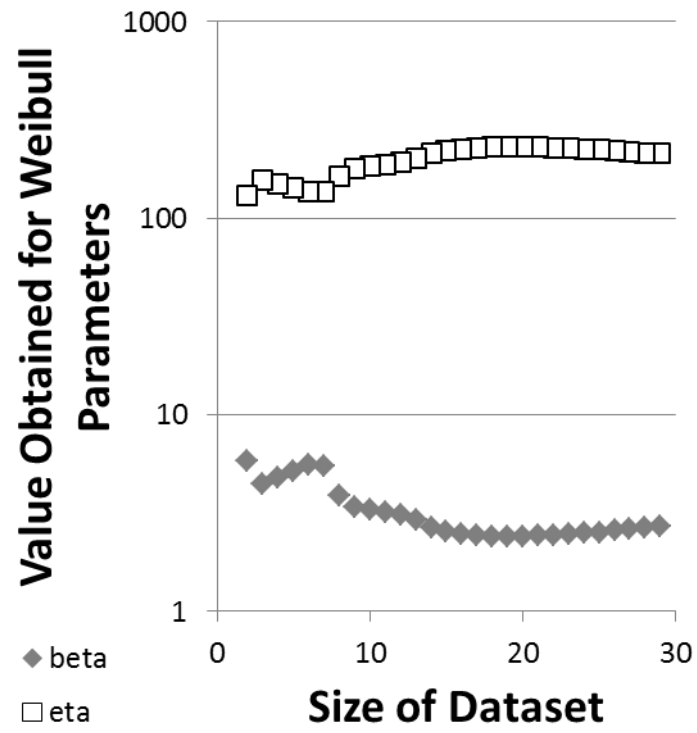 Value Obtained for Weibull
Parameters
1000
100
10
1
0
10
20
30
Size of Dataset
beta
eta